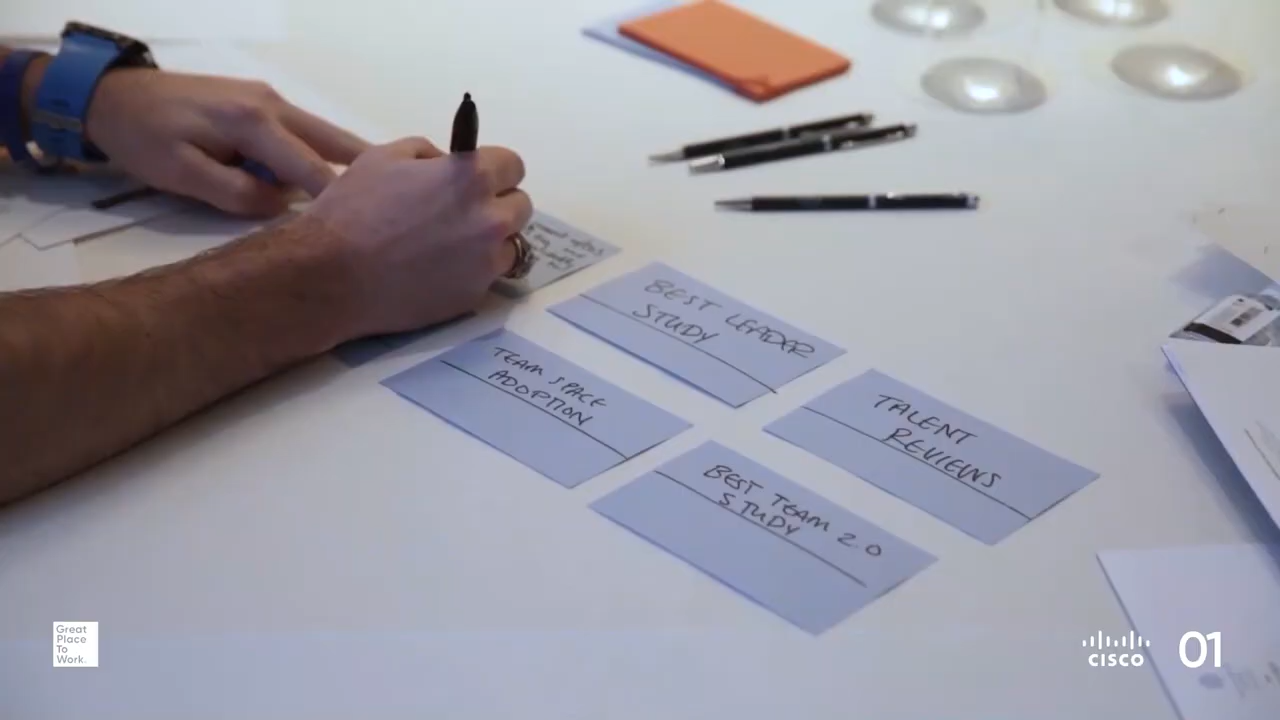 BEST LEADER
STUDY
TEAM SPACE
ADOPTION
TALENT
REVIEWS
BEST TEAM 2.0
STUDY
Great
Place
To
Work.
CISCO
01